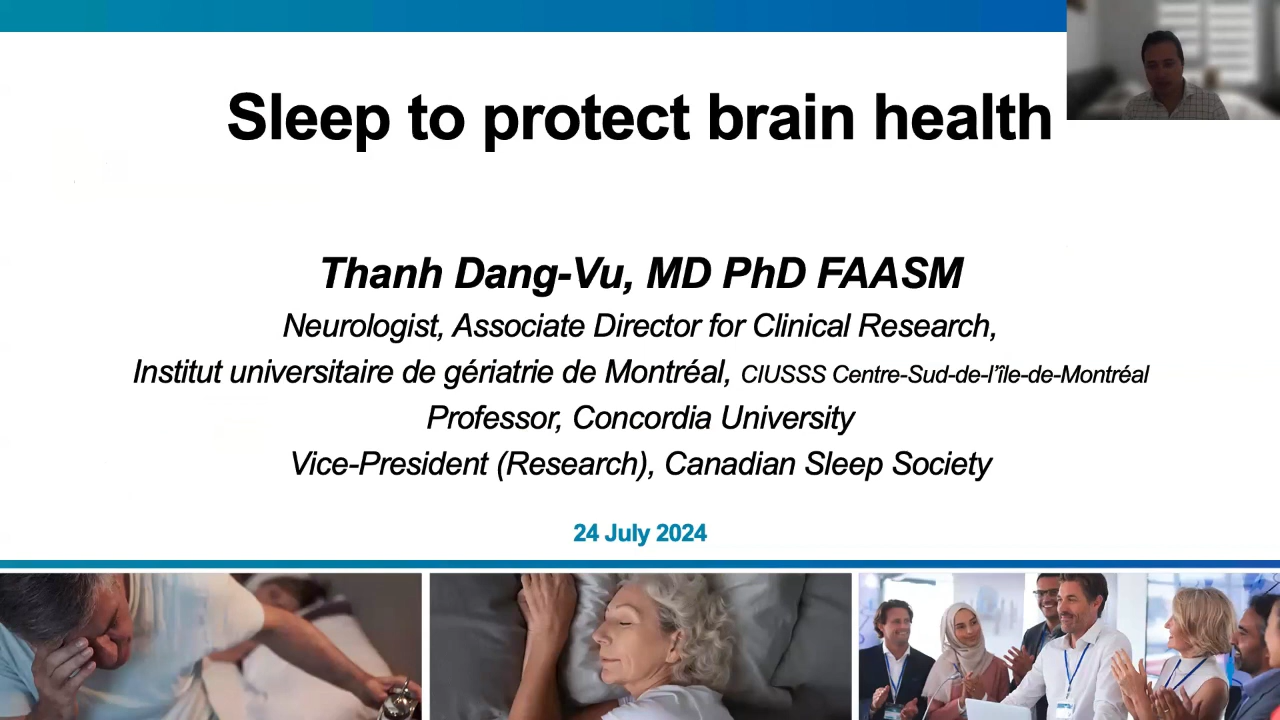 Sleep to protect brain health
Thanh Dang-Vu, MD PhD FAASM
Neurologist, Associate Director for Clinical Research,
Institut universitaire de gériatrie de Montréal, CIUSSS Centre-Sud-de-l’île-de-Montréal
Professor, Concordia University
Vice-President (Research), Canadian Sleep Society
24 July 2024